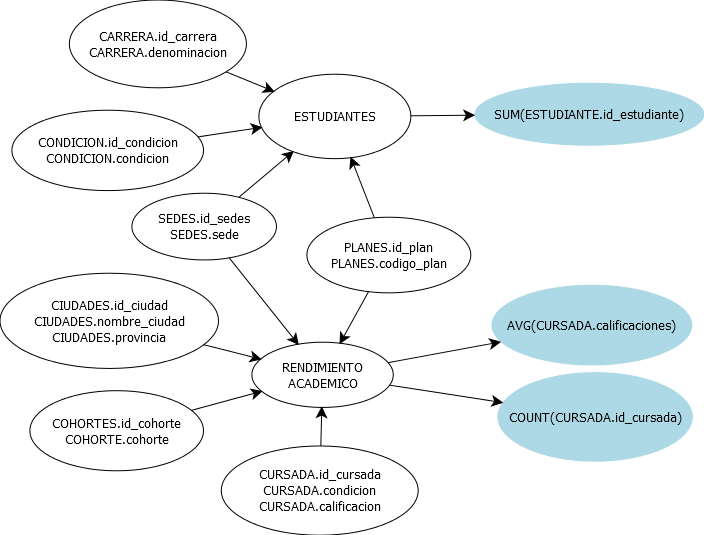 CARRERA.id_carrera
CARRERA.denominacion
ESTUDIANTES
SUM(ESTUDIANTE.id_estudiante)
CONDICION.id_condicion
CONDICION.condicion
SEDES.id_sedes
SEDES.sede
PLANES.id_plan
PLANES.codigo_plan
CIUDADES.id_ciudad
CIUDADES.nombre_ciudad
CIUDADES.provincia
AVG(CURSADA.calificaciones)
RENDIMIENTO
ACADEMICO
COHORTES.id_cohorte
COHORTE.cohorte
COUNT(CURSADA.id_cursada)
CURSADA.id_cursada
CURSADA.condicion
CURSADA.calificacion